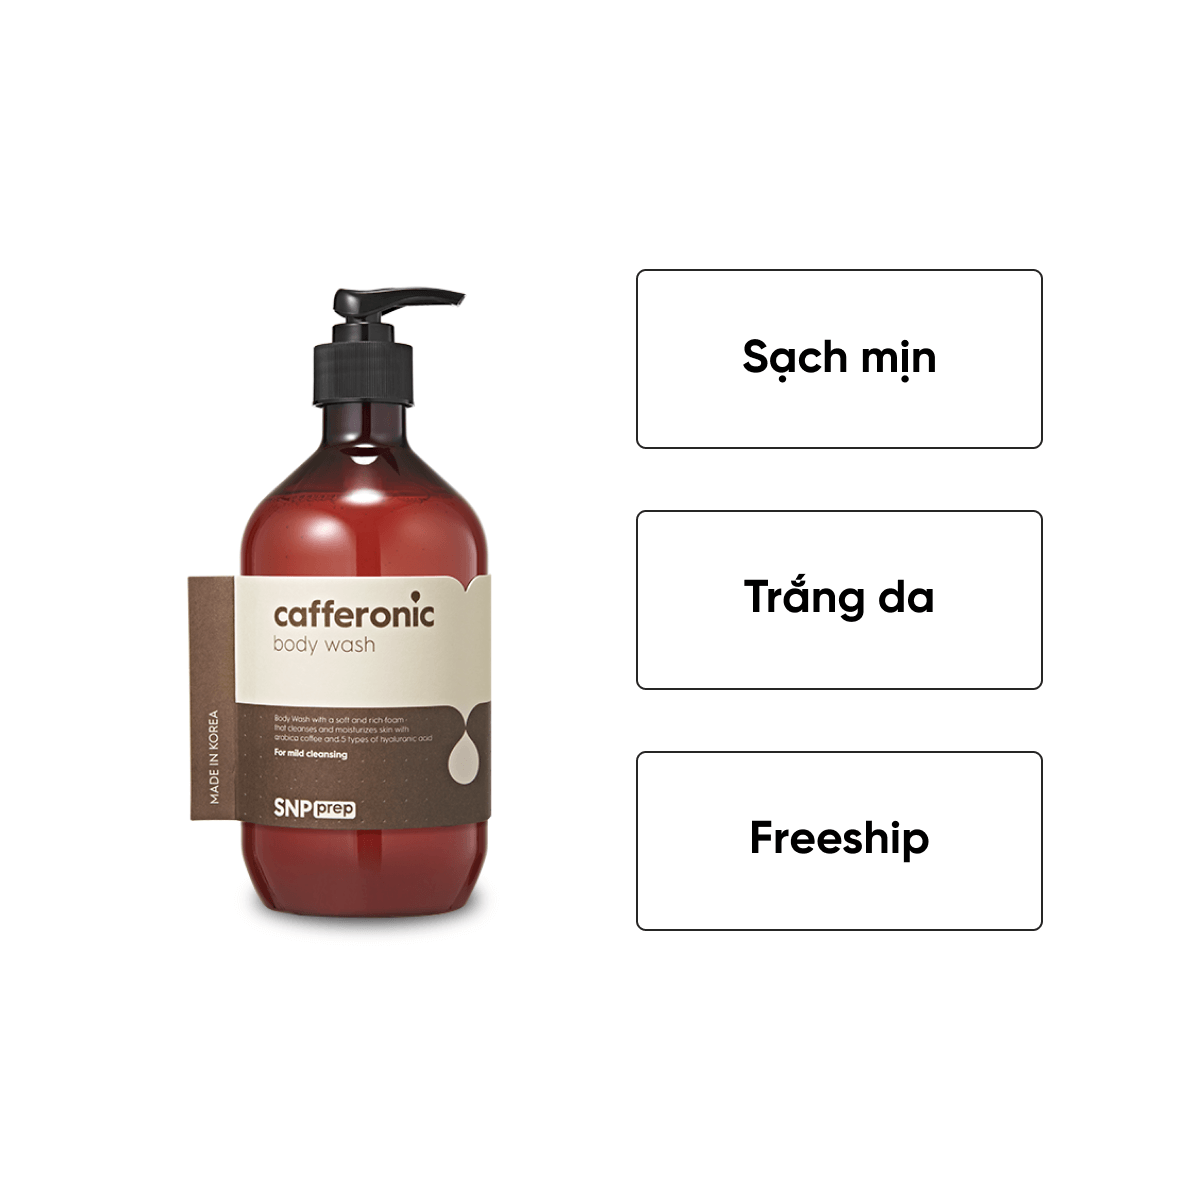 Sạch mịn
Trắng da
Freeship
cafferonic
body wash
Body Wash with a soft and rich foam
that cleanses and moisturizes skin with
arabica coffee and 5 types of hyaluronic acid
For mild cleansing
SNP prep
MADE IN KOREA